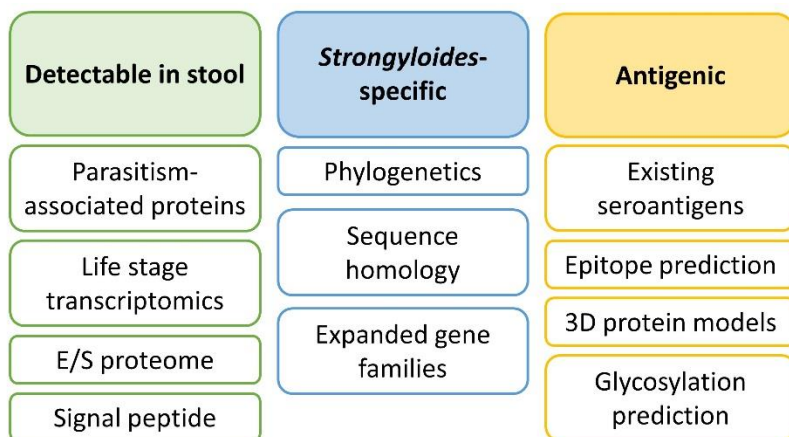 Detectable in stool
Parasitism-
associated proteins
Life stage
transcriptomics
E/S proteome
Signal peptide
Strongyloides-
specific
Phylogenetics
Sequence
homology
Expanded gene
families
Antigenic
Existing
seroantigens
Epitope prediction
3D protein models
Glycosylation
prediction